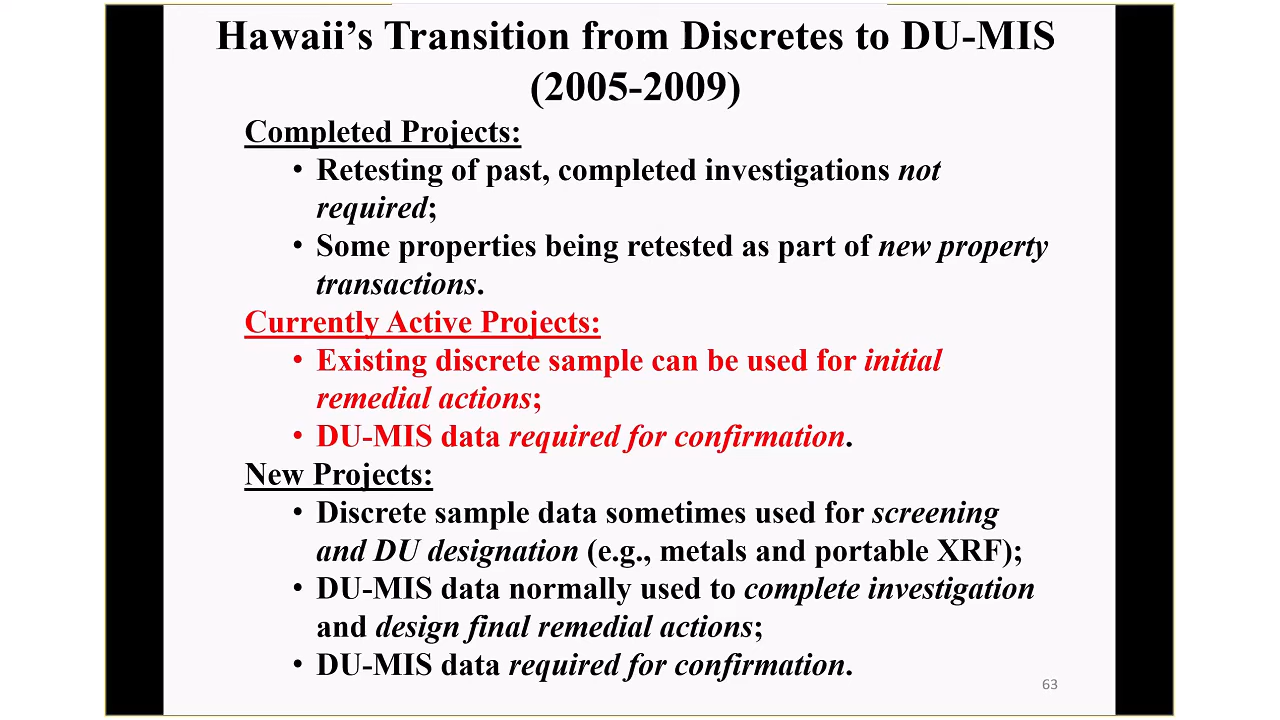 Hawaii’s Transition from Discretes to DU-MIS
(2005-2009)
Completed Projects:
• Retesting of past, completed investigations not
required;
• Some properties being retested as part of new property
transactions.
Currently Active Projects:
• Existing discrete sample can be used for initial
remedial actions;
• DU-MIS data required for confirmation.
New Projects:
• Discrete sample data sometimes used for screening
and DU designation (e.g., metals and portable XRF);
• DU-MIS data normally used to complete investigation
and design final remedial actions;
• DU-MIS data required for confirmation.
63